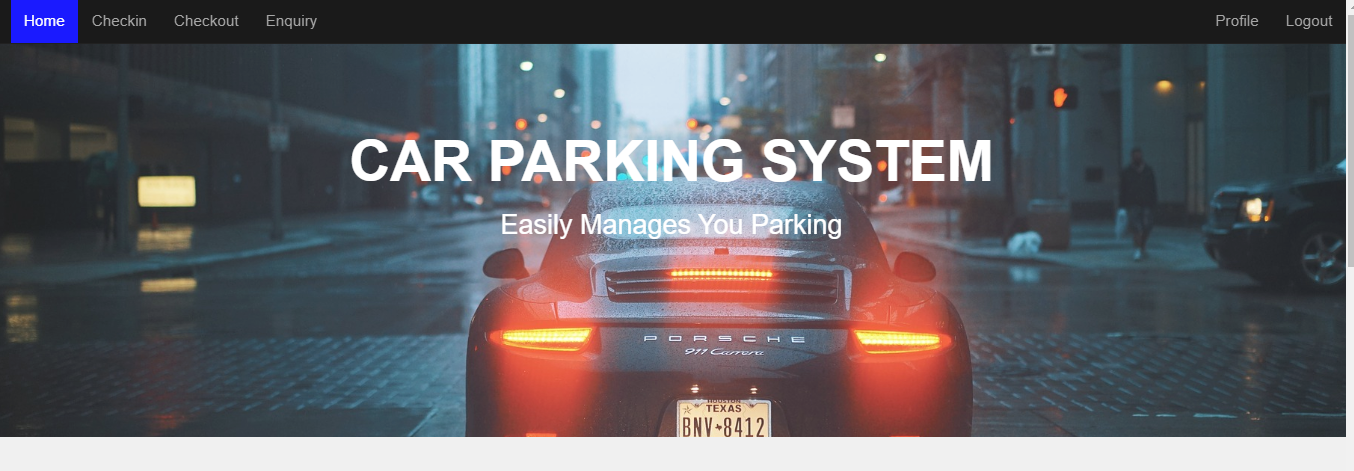 Home Checkin Checkout Enquiry Profile Logout
CAR PARKING SYSTEM
Easily Manages You Parking
PORSCHE
911 Carrera
HOUSTON
TEXAS
BNV 8412